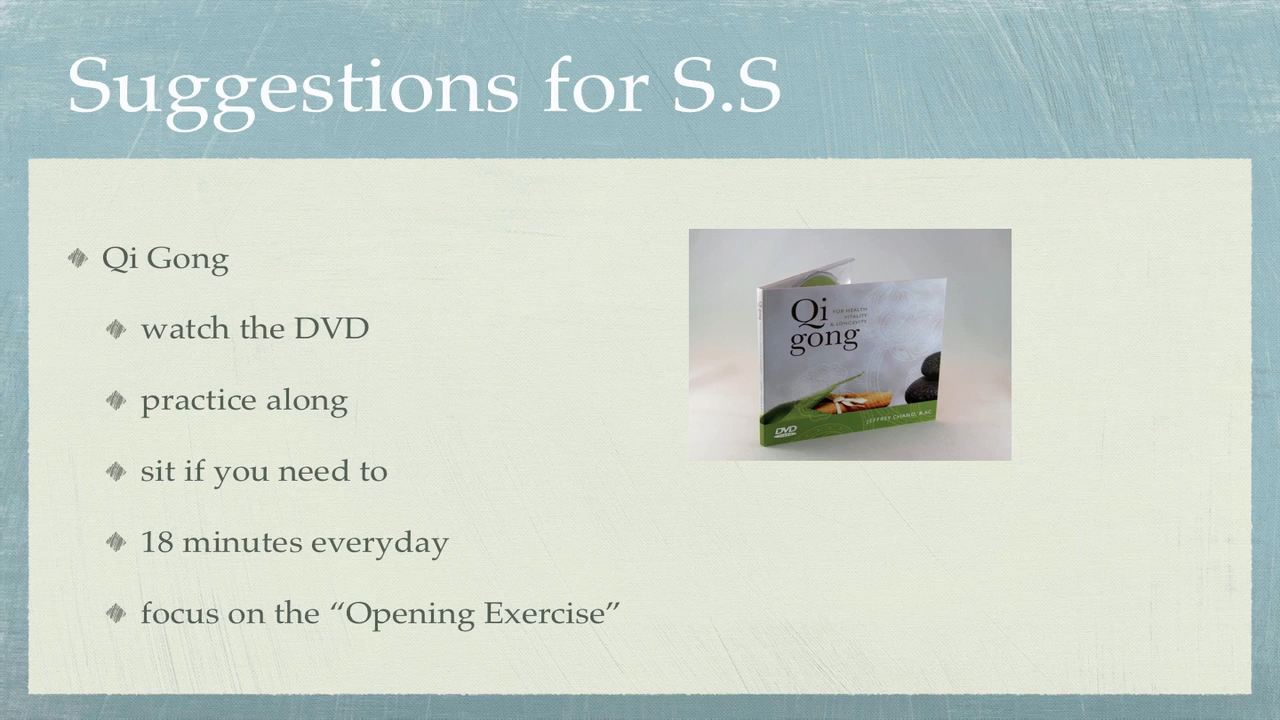 Suggestions for S.S
Qi Gong
watch the DVD
practice along
sit if you need to
18 minutes everyday
focus on the “Opening Exercise”
Qi
gong
FOR HEALTH
VITALITY
& LONGEVITY
DVD
JEFFREY CHAND, R.AC